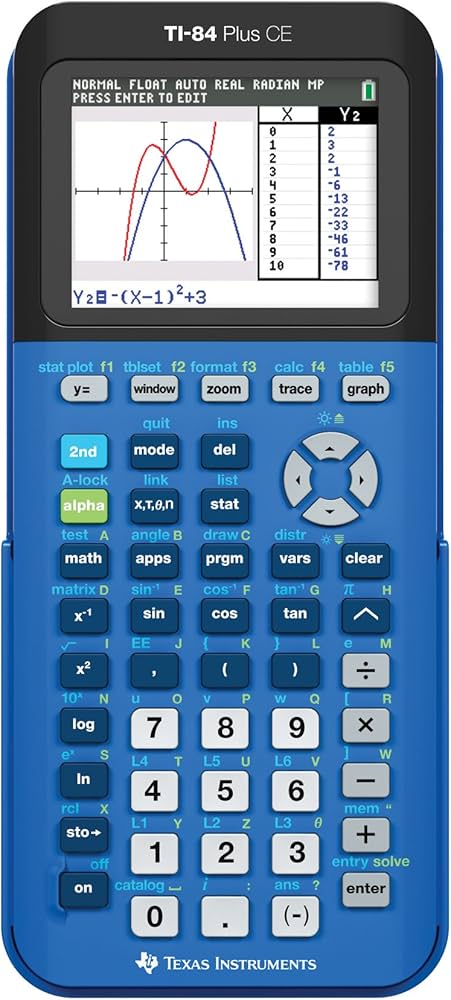 TI-84 Plus CE
NORMAL FLOAT AUTO REAL RADIAN MP
PRESS ENTER TO EDIT
X Y2
0 2
1 3
2 2
3 -1
4 -6
5 -13
6 -22
7 -33
8 -46
9 -61
10 -78
Y2=-(X-1)²+3
stat plot f1 tblset f2 format f3 calc f4 table f5
y= window zoom trace graph
quit ins
2nd mode del
A-lock link list
alpha X,T,θ,n stat
test A angle B draw C distr
math apps prgm vars clear
matrix D sin⁻¹ E cos⁻¹ F tan⁻¹ G π H
x⁻¹ sin cos tan ^
√ I EE J { K } L e M
x² , ( ) ÷
10ˣ N u O v P w Q [ R
log 7 8 9 ×
eˣ S L4 T L5 U L6 V ] W
ln 4 5 6 −
rcl X L1 Y L2 Z L3 θ mem "
sto→ 1 2 3 +
off catalog ⎵ i : ans ? entry solve
on 0 . (-) enter
TEXAS INSTRUMENTS